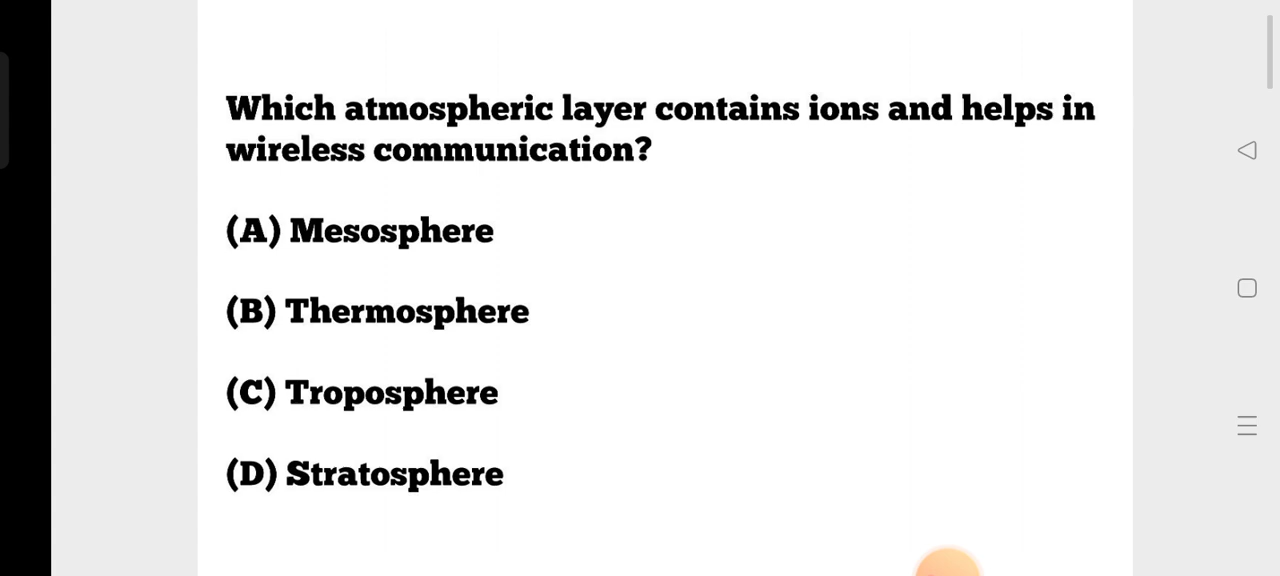 Which atmospheric layer contains ions and helps in
wireless communication?
(A) Mesosphere
(B) Thermosphere
(C) Troposphere
(D) Stratosphere